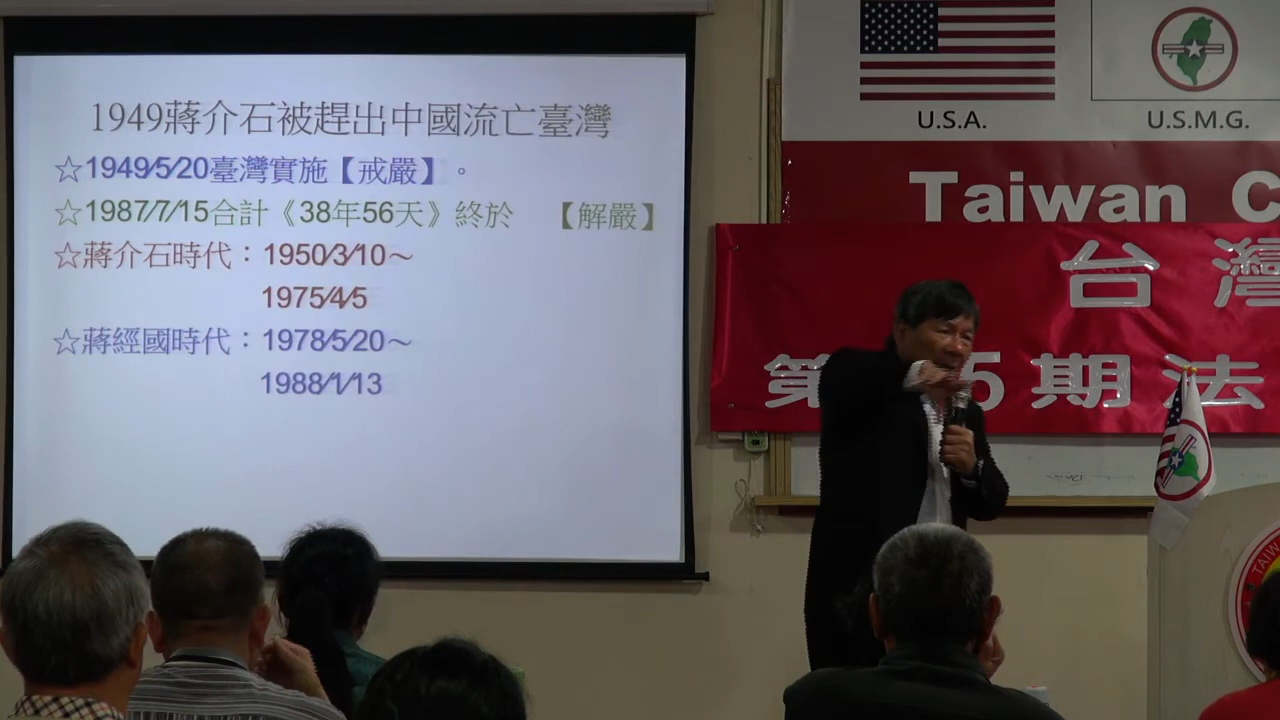 1949蔣介石被趕出中國流亡臺灣
☆1949/5/20臺灣實施【戒嚴】。
☆1987/7/15合計《38年56天》終於 【解嚴】
☆蔣介石時代：1950/3/10～
1975/4/5
☆蔣經國時代：1978/5/20～
1988/1/13
U.S.A.
U.S.M.G.
Taiwan C
台灣
第 5期法
TAIW